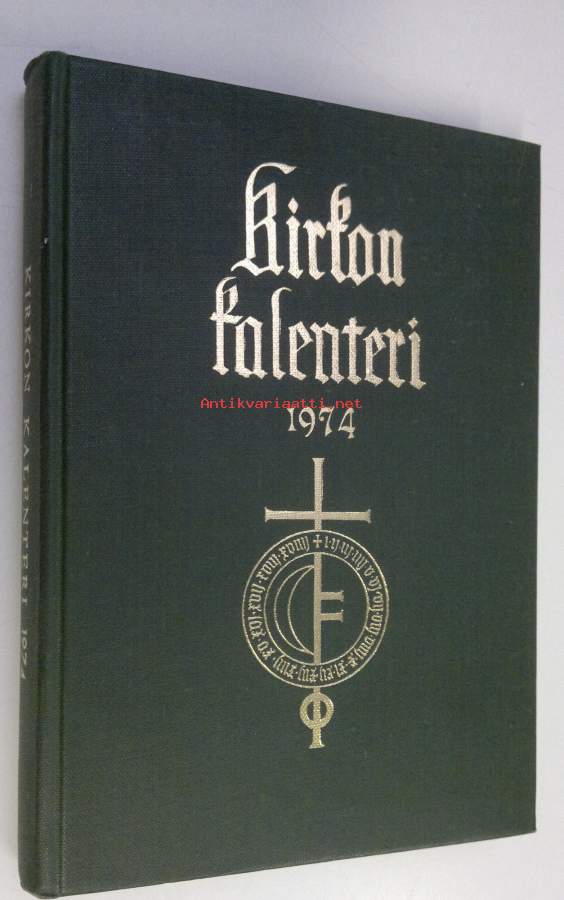 Kirkon
kalenteri
Antikvariaatti.net
1974
KIRKON KALENTERI 1974